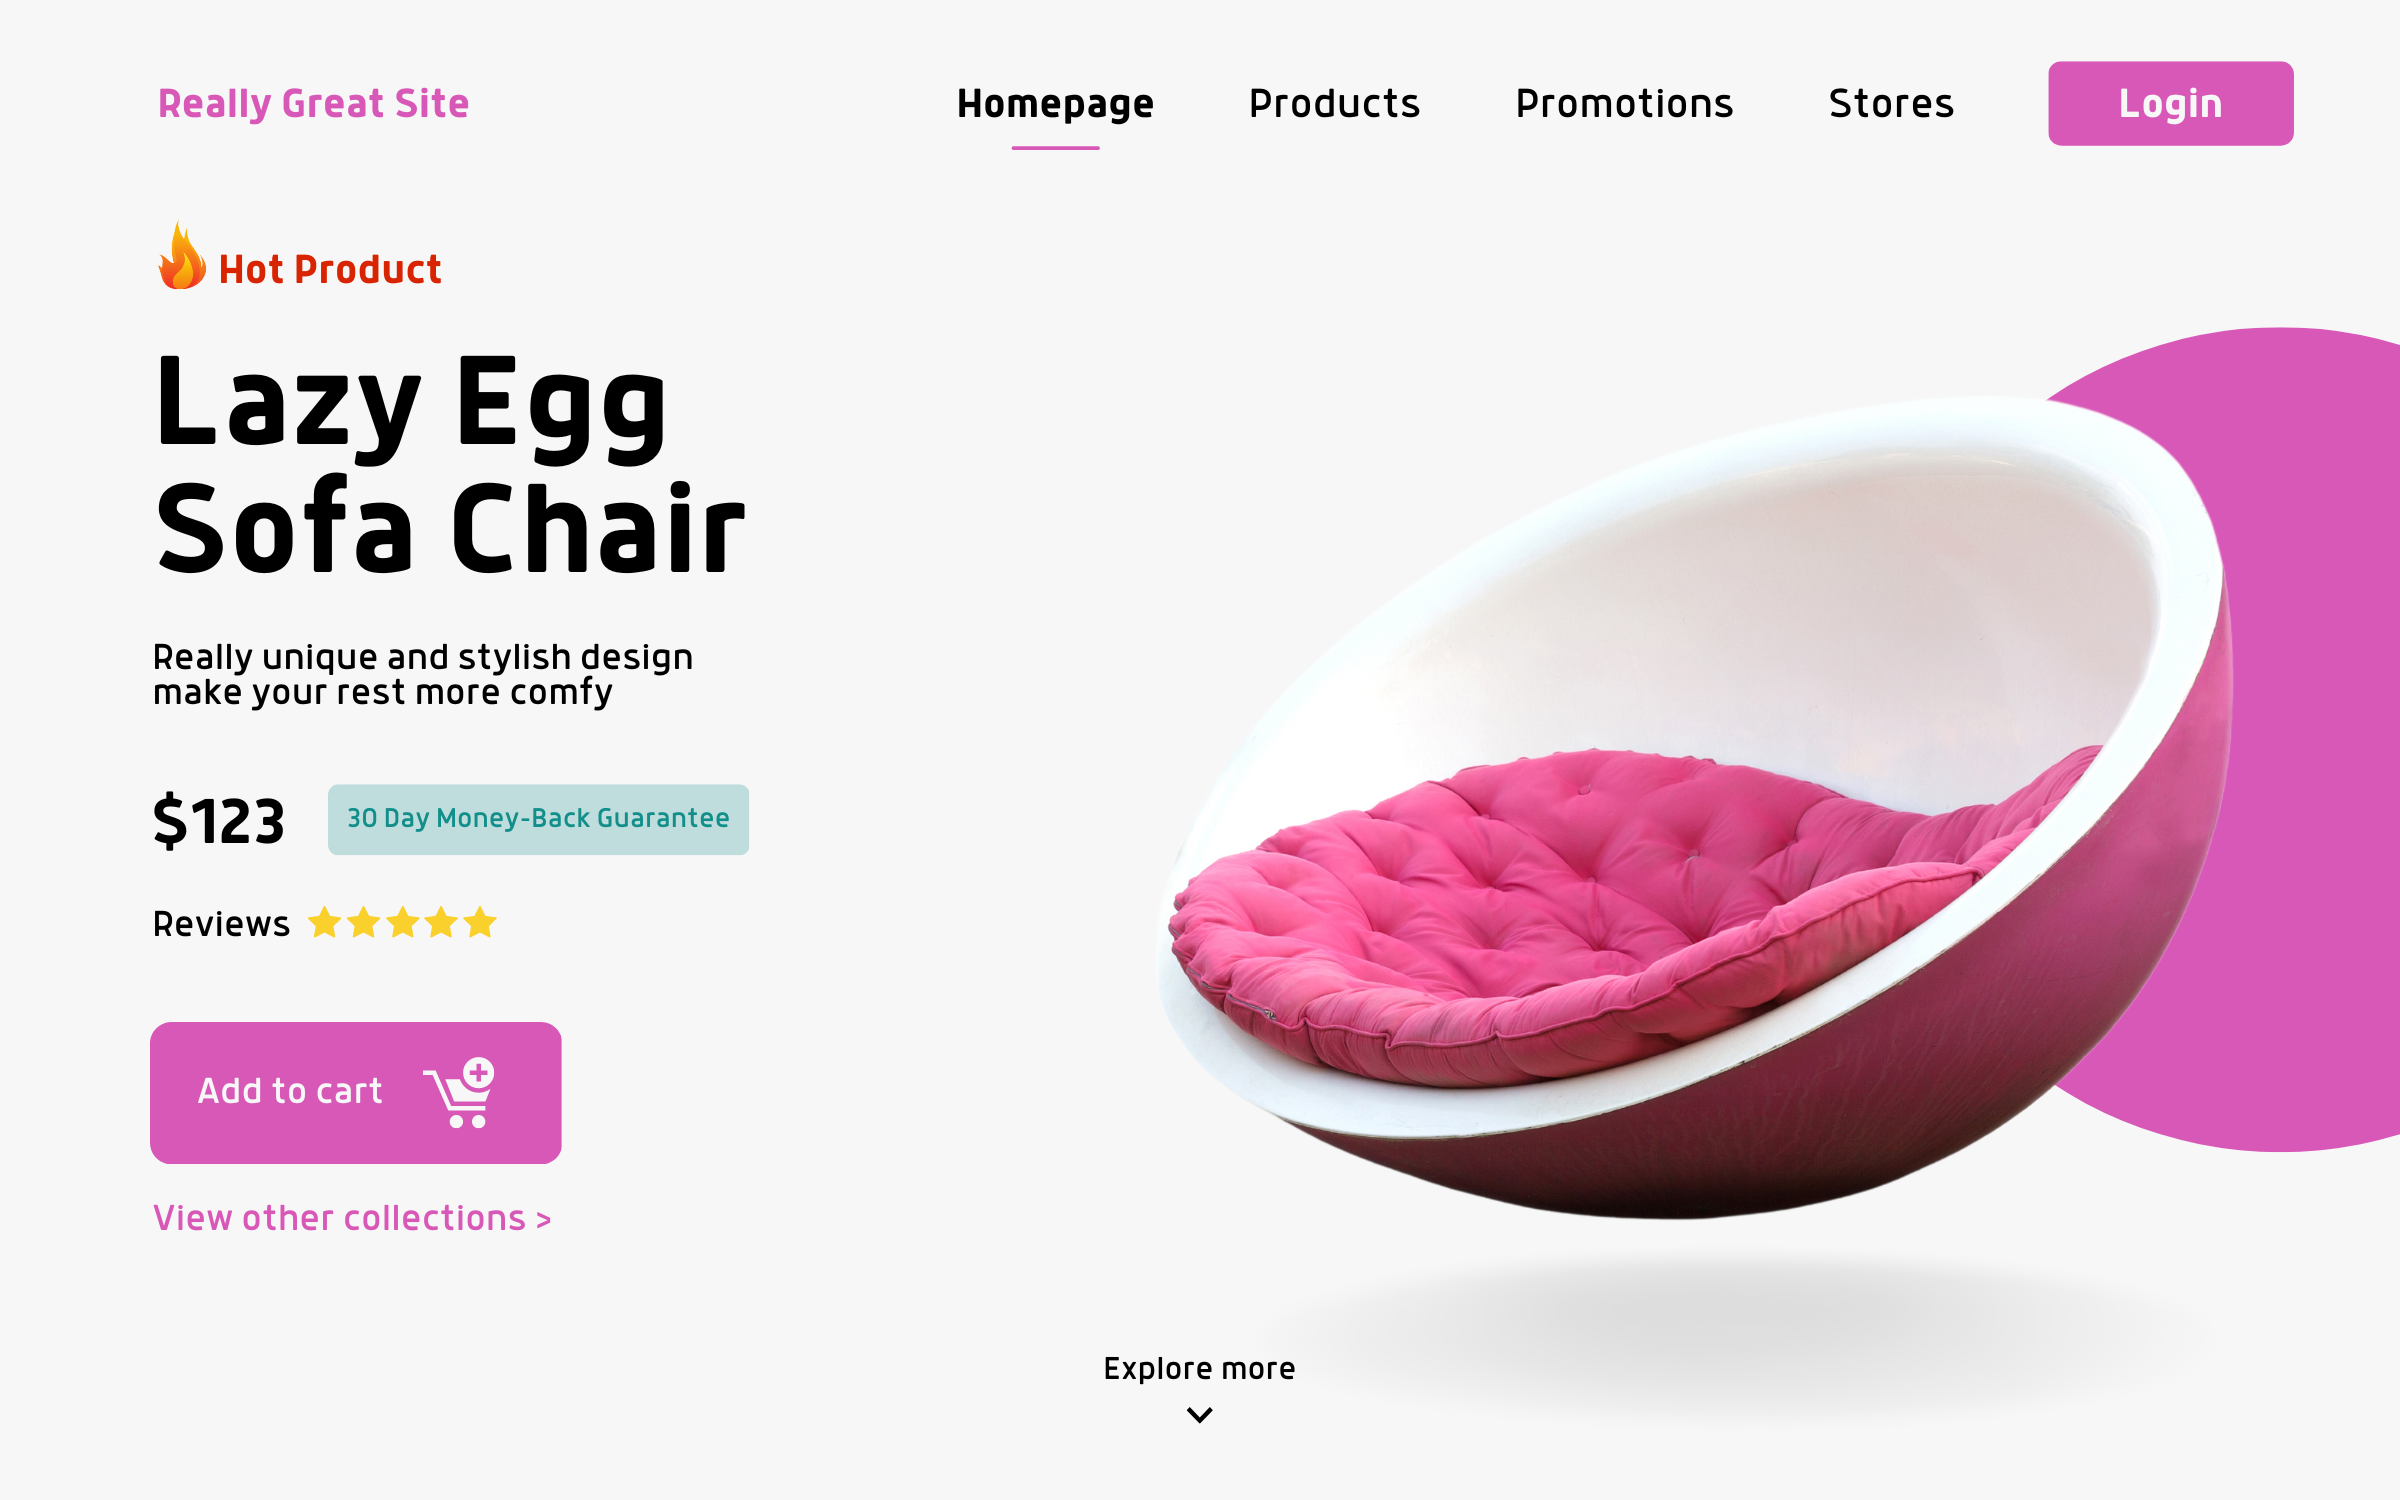 Really Great Site
Homepage
Products
Promotions
Stores
Login
Hot Product
Lazy Egg
Sofa Chair
Really unique and stylish design
make your rest more comfy
$123
30 Day Money-Back Guarantee
Reviews
Add to cart
View other collections >
Explore more